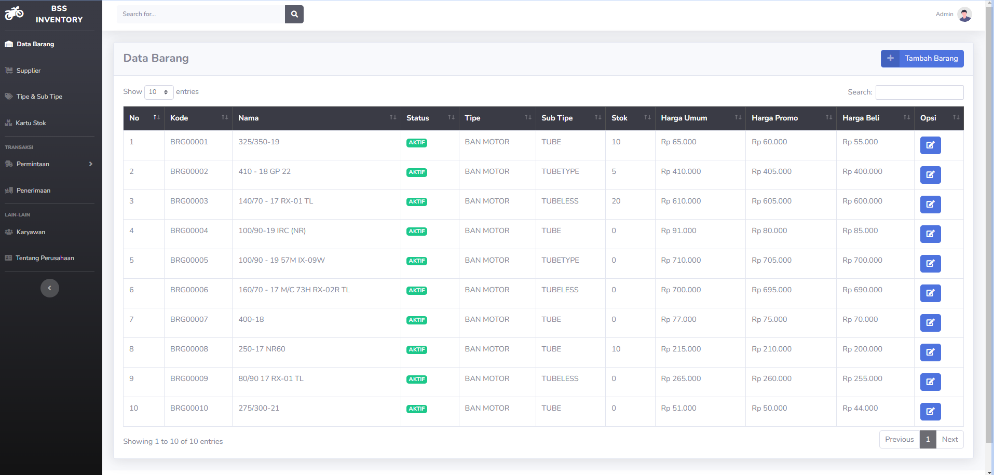 BSS
INVENTORY
Search for...
Admin
Data Barang
Supplier
Tipe & Sub Tipe
Kartu Stok
TRANSAKSI
Permintaan
Penerimaan
LAIN-LAIN
Karyawan
Tentang Perusahaan
Data Barang
Tambah Barang
Show 10 entries
Search:
No Kode Nama Status Tipe Sub Tipe Stok Harga Umum Harga Promo Harga Beli Opsi
1 BRG00001 325/350-19 AKTIF BAN MOTOR TUBE 10 Rp 65.000 Rp 60.000 Rp 55.000
2 BRG00002 410 - 18 GP 22 AKTIF BAN MOTOR TUBETYPE 5 Rp 410.000 Rp 405.000 Rp 400.000
3 BRG00003 140/70 - 17 RX-01 TL AKTIF BAN MOTOR TUBELESS 20 Rp 610.000 Rp 605.000 Rp 600.000
4 BRG00004 100/90-19 IRC (NR) AKTIF BAN MOTOR TUBE 0 Rp 91.000 Rp 80.000 Rp 85.000
5 BRG00005 100/90 - 19 57M IX-09W AKTIF BAN MOTOR TUBETYPE 0 Rp 710.000 Rp 705.000 Rp 700.000
6 BRG00006 160/70 - 17 M/C 73H RX-02R TL AKTIF BAN MOTOR TUBELESS 0 Rp 700.000 Rp 695.000 Rp 690.000
7 BRG00007 400-18 AKTIF BAN MOTOR TUBE 0 Rp 77.000 Rp 75.000 Rp 70.000
8 BRG00008 250-17 NR60 AKTIF BAN MOTOR TUBE 10 Rp 215.000 Rp 210.000 Rp 200.000
9 BRG00009 80/90 17 RX-01 TL AKTIF BAN MOTOR TUBELESS 0 Rp 265.000 Rp 260.000 Rp 255.000
10 BRG00010 275/300-21 AKTIF BAN MOTOR TUBE 0 Rp 51.000 Rp 50.000 Rp 44.000
Showing 1 to 10 of 10 entries
Previous 1 Next